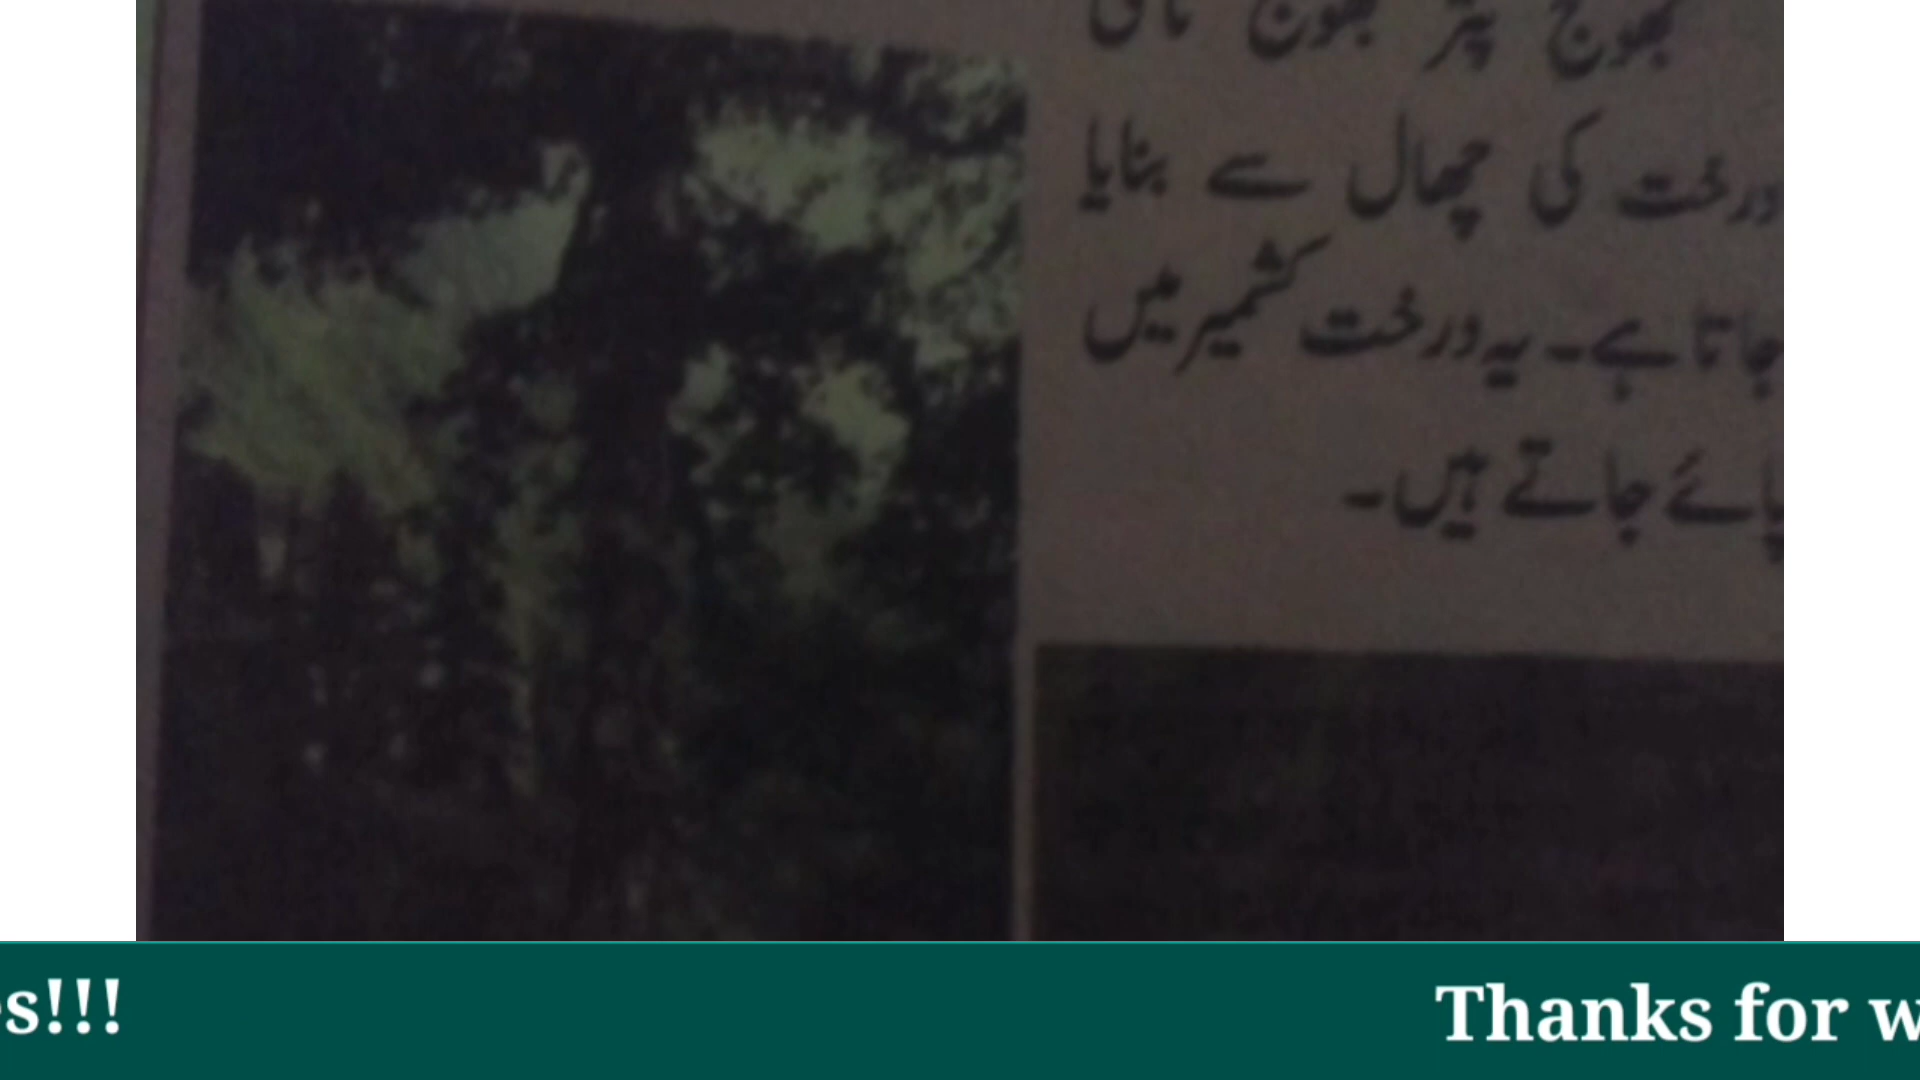 بھوج پتر بھوج نامی
درخت کی چھال سے بنایا
جاتا ہے۔ یہ درخت کشمیر میں
پائے جاتے ہیں۔
s!!!
Thanks for w